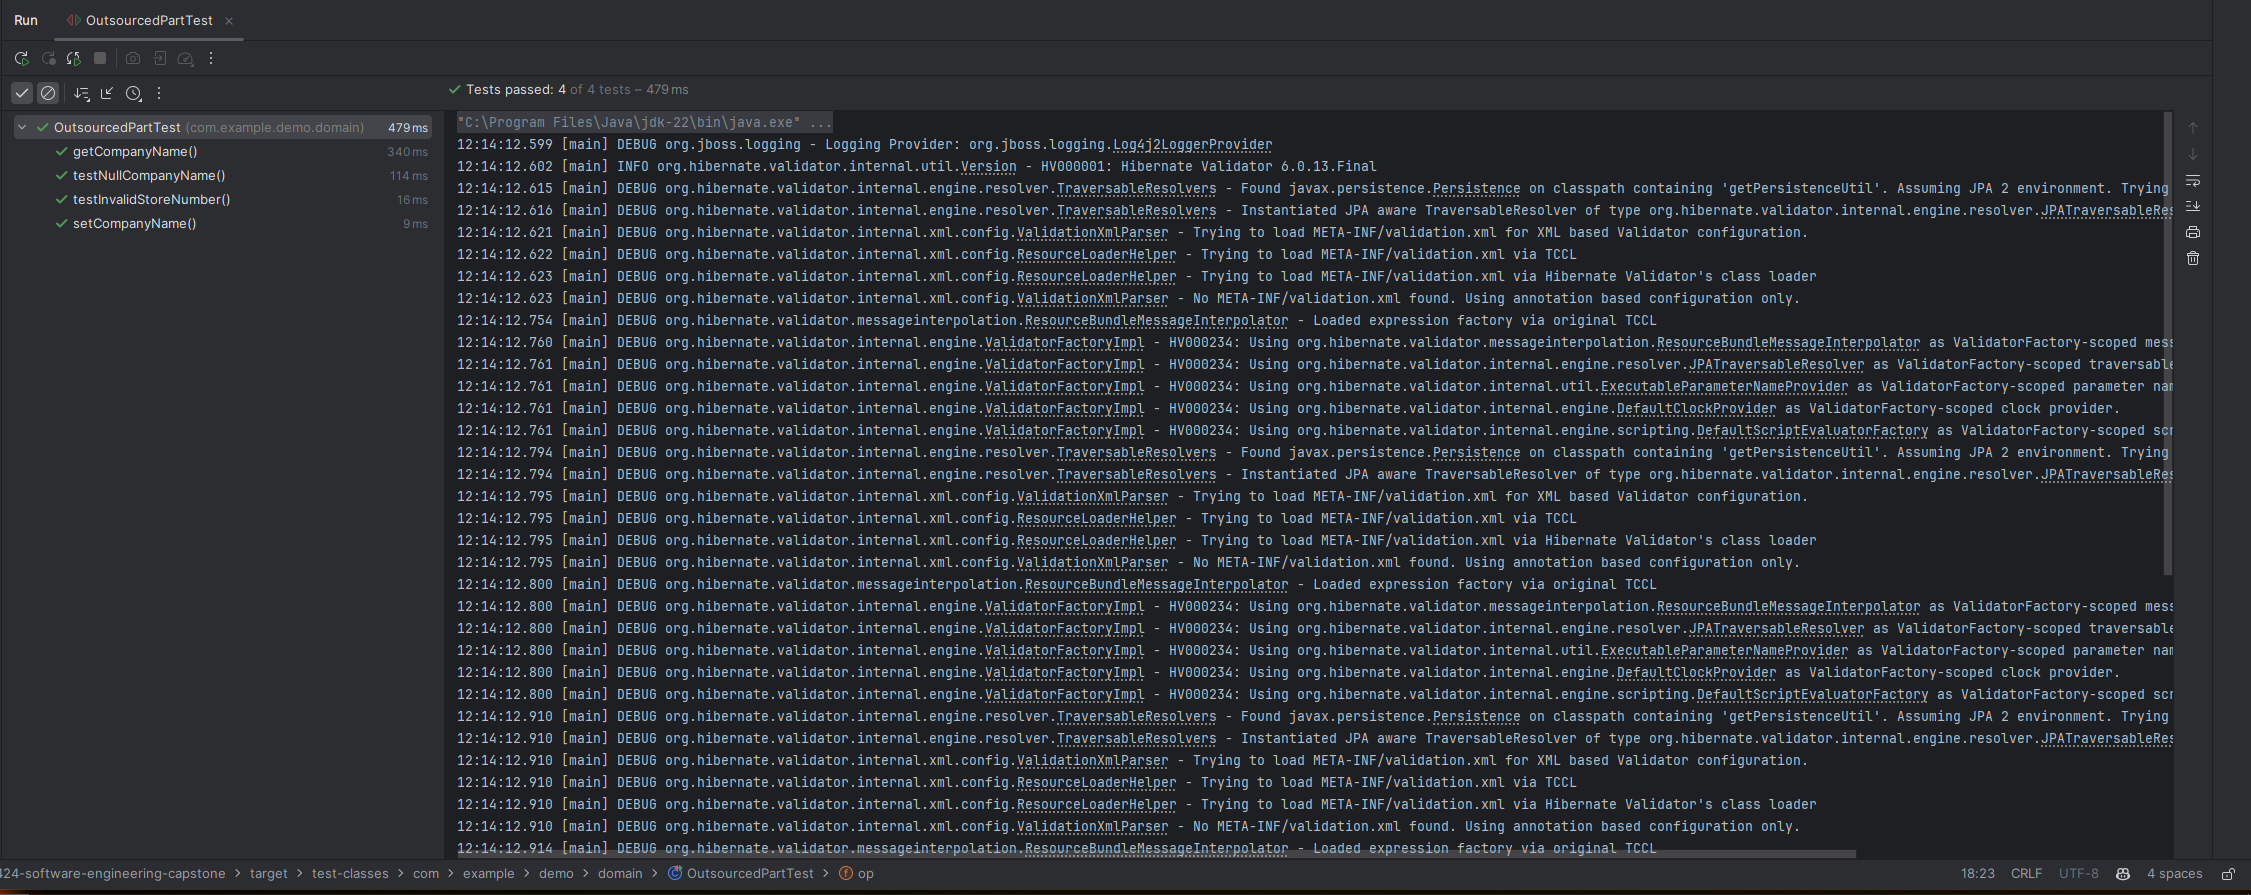 Run OutsourcedPartTest
Tests passed: 4 of 4 tests – 479 ms
OutsourcedPartTest (com.example.demo.domain) 479 ms
getCompanyName() 340 ms
testNullCompanyName() 114 ms
testInvalidStoreNumber() 16 ms
setCompanyName() 9 ms
"C:\Program Files\Java\jdk-22\bin\java.exe" ...
12:14:12.599 [main] DEBUG org.jboss.logging - Logging Provider: org.jboss.logging.Log4j2LoggerProvider
12:14:12.602 [main] INFO org.hibernate.validator.internal.util.Version - HV000001: Hibernate Validator 6.0.13.Final
12:14:12.615 [main] DEBUG org.hibernate.validator.internal.engine.resolver.TraversableResolvers - Found javax.persistence.Persistence on classpath containing 'getPersistenceUtil'. Assuming JPA 2 environment. Trying
12:14:12.616 [main] DEBUG org.hibernate.validator.internal.engine.resolver.TraversableResolvers - Instantiated JPA aware TraversableResolver of type org.hibernate.validator.internal.engine.resolver.JPATraversableRes
12:14:12.621 [main] DEBUG org.hibernate.validator.internal.xml.config.ValidationXmlParser - Trying to load META-INF/validation.xml for XML based Validator configuration.
12:14:12.622 [main] DEBUG org.hibernate.validator.internal.xml.config.ResourceLoaderHelper - Trying to load META-INF/validation.xml via TCCL
12:14:12.623 [main] DEBUG org.hibernate.validator.internal.xml.config.ResourceLoaderHelper - Trying to load META-INF/validation.xml via Hibernate Validator's class loader
12:14:12.623 [main] DEBUG org.hibernate.validator.internal.xml.config.ValidationXmlParser - No META-INF/validation.xml found. Using annotation based configuration only.
12:14:12.754 [main] DEBUG org.hibernate.validator.messageinterpolation.ResourceBundleMessageInterpolator - Loaded expression factory via original TCCL
12:14:12.760 [main] DEBUG org.hibernate.validator.internal.engine.ValidatorFactoryImpl - HV000234: Using org.hibernate.validator.messageinterpolation.ResourceBundleMessageInterpolator as ValidatorFactory-scoped mess
12:14:12.761 [main] DEBUG org.hibernate.validator.internal.engine.ValidatorFactoryImpl - HV000234: Using org.hibernate.validator.internal.engine.resolver.JPATraversableResolver as ValidatorFactory-scoped traversable
12:14:12.761 [main] DEBUG org.hibernate.validator.internal.engine.ValidatorFactoryImpl - HV000234: Using org.hibernate.validator.internal.util.ExecutableParameterNameProvider as ValidatorFactory-scoped parameter nam
12:14:12.761 [main] DEBUG org.hibernate.validator.internal.engine.ValidatorFactoryImpl - HV000234: Using org.hibernate.validator.internal.engine.DefaultClockProvider as ValidatorFactory-scoped clock provider.
12:14:12.761 [main] DEBUG org.hibernate.validator.internal.engine.ValidatorFactoryImpl - HV000234: Using org.hibernate.validator.internal.engine.scripting.DefaultScriptEvaluatorFactory as ValidatorFactory-scoped scr
12:14:12.794 [main] DEBUG org.hibernate.validator.internal.engine.resolver.TraversableResolvers - Found javax.persistence.Persistence on classpath containing 'getPersistenceUtil'. Assuming JPA 2 environment. Trying
12:14:12.794 [main] DEBUG org.hibernate.validator.internal.engine.resolver.TraversableResolvers - Instantiated JPA aware TraversableResolver of type org.hibernate.validator.internal.engine.resolver.JPATraversableRes
12:14:12.795 [main] DEBUG org.hibernate.validator.internal.xml.config.ValidationXmlParser - Trying to load META-INF/validation.xml for XML based Validator configuration.
12:14:12.795 [main] DEBUG org.hibernate.validator.internal.xml.config.ResourceLoaderHelper - Trying to load META-INF/validation.xml via TCCL
12:14:12.795 [main] DEBUG org.hibernate.validator.internal.xml.config.ResourceLoaderHelper - Trying to load META-INF/validation.xml via Hibernate Validator's class loader
12:14:12.795 [main] DEBUG org.hibernate.validator.internal.xml.config.ValidationXmlParser - No META-INF/validation.xml found. Using annotation based configuration only.
12:14:12.800 [main] DEBUG org.hibernate.validator.messageinterpolation.ResourceBundleMessageInterpolator - Loaded expression factory via original TCCL
12:14:12.800 [main] DEBUG org.hibernate.validator.internal.engine.ValidatorFactoryImpl - HV000234: Using org.hibernate.validator.messageinterpolation.ResourceBundleMessageInterpolator as ValidatorFactory-scoped mess
12:14:12.800 [main] DEBUG org.hibernate.validator.internal.engine.ValidatorFactoryImpl - HV000234: Using org.hibernate.validator.internal.engine.resolver.JPATraversableResolver as ValidatorFactory-scoped traversable
12:14:12.800 [main] DEBUG org.hibernate.validator.internal.engine.ValidatorFactoryImpl - HV000234: Using org.hibernate.validator.internal.util.ExecutableParameterNameProvider as ValidatorFactory-scoped parameter nam
12:14:12.800 [main] DEBUG org.hibernate.validator.internal.engine.ValidatorFactoryImpl - HV000234: Using org.hibernate.validator.internal.engine.DefaultClockProvider as ValidatorFactory-scoped clock provider.
12:14:12.800 [main] DEBUG org.hibernate.validator.internal.engine.ValidatorFactoryImpl - HV000234: Using org.hibernate.validator.internal.engine.scripting.DefaultScriptEvaluatorFactory as ValidatorFactory-scoped scr
12:14:12.910 [main] DEBUG org.hibernate.validator.internal.engine.resolver.TraversableResolvers - Found javax.persistence.Persistence on classpath containing 'getPersistenceUtil'. Assuming JPA 2 environment. Trying
12:14:12.910 [main] DEBUG org.hibernate.validator.internal.engine.resolver.TraversableResolvers - Instantiated JPA aware TraversableResolver of type org.hibernate.validator.internal.engine.resolver.JPATraversableRes
12:14:12.910 [main] DEBUG org.hibernate.validator.internal.xml.config.ValidationXmlParser - Trying to load META-INF/validation.xml for XML based Validator configuration.
12:14:12.910 [main] DEBUG org.hibernate.validator.internal.xml.config.ResourceLoaderHelper - Trying to load META-INF/validation.xml via TCCL
12:14:12.910 [main] DEBUG org.hibernate.validator.internal.xml.config.ResourceLoaderHelper - Trying to load META-INF/validation.xml via Hibernate Validator's class loader
12:14:12.910 [main] DEBUG org.hibernate.validator.internal.xml.config.ValidationXmlParser - No META-INF/validation.xml found. Using annotation based configuration only.
12:14:12.914 [main] DEBUG org.hibernate.validator.messageinterpolation.ResourceBundleMessageInterpolator - Loaded expression factory via original TCCL
424-software-engineering-capstone > target > test-classes > com > example > demo > domain > OutsourcedPartTest > op 18:23 CRLF UTF-8 4 spaces